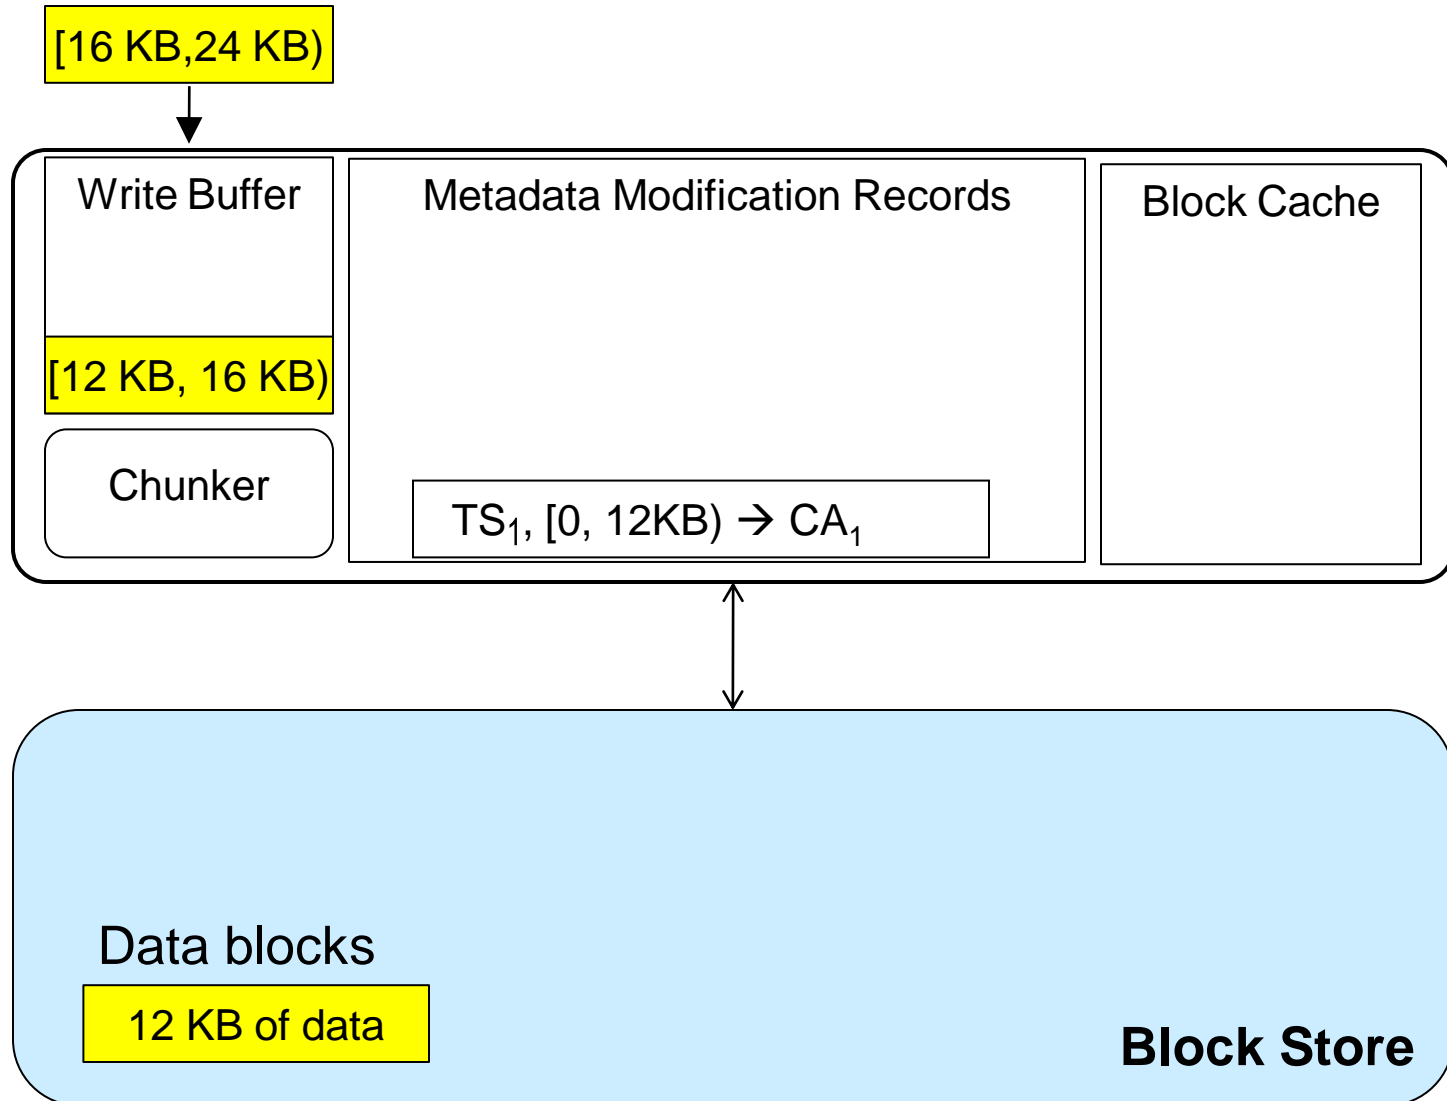 [16 KB,24 KB)
Write Buffer
Metadata Modification Records
Block Cache
[12 KB, 16 KB)
Chunker
TS₁, [0, 12KB) → CA₁
Data blocks
12 KB of data
Block Store